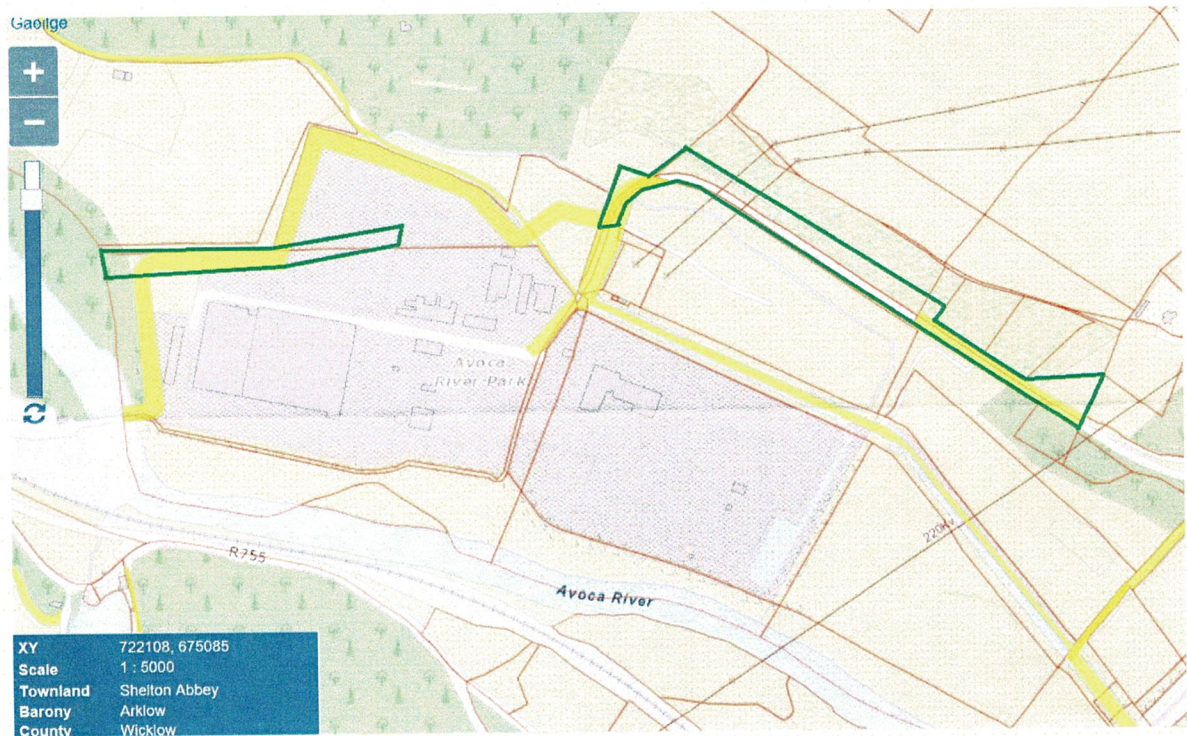 Gaeilge
+
−
Avoca
River Park
220Kv
R755
Avoca River
XY 722108, 675085
Scale 1 : 5000
Townland Shelton Abbey
Barony Arklow
County Wicklow